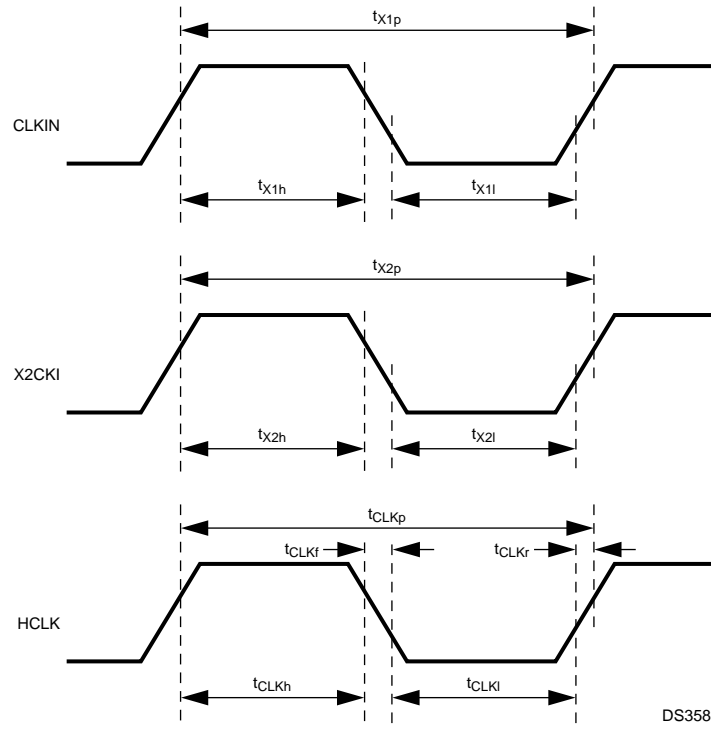 tX1p
CLKIN
tX1h
tX1l
tX2p
X2CKI
tX2h
tX2l
tCLKp
tCLKf
tCLKr
HCLK
tCLKh
tCLKl
DS358